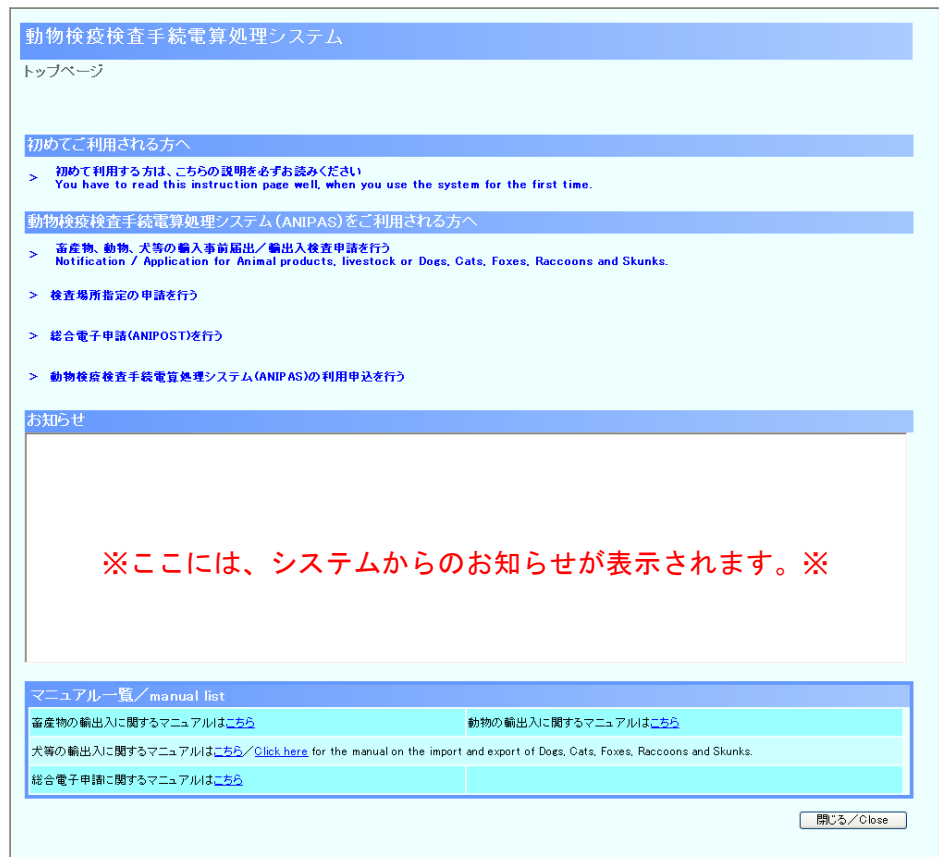 動物検疫検査手続電算処理システム
トップページ
初めてご利用される方へ
> 初めて利用する方は、こちらの説明を必ずお読みください
You have to read this instruction page well, when you use the system for the first time.
動物検疫検査手続電算処理システム(ANIPAS)をご利用される方へ
> 畜産物、動物、犬等の輸入事前届出/輸出入検査申請を行う
Notification / Application for Animal products, livestock or Dogs, Cats, Foxes, Raccoons and Skunks.
> 検査場所指定の申請を行う
> 総合電子申請(ANIPOST)を行う
> 動物検疫検査手続電算処理システム(ANIPAS)の利用申込を行う
お知らせ
※ここには、システムからのお知らせが表示されます。※
マニュアル一覧/manual list
畜産物の輸出入に関するマニュアルはこちら 動物の輸出入に関するマニュアルはこちら
犬等の輸出入に関するマニュアルはこちら/Click here for the manual on the import and export of Dogs, Cats, Foxes, Raccoons and Skunks.
総合電子申請に関するマニュアルはこちら
閉じる/Close